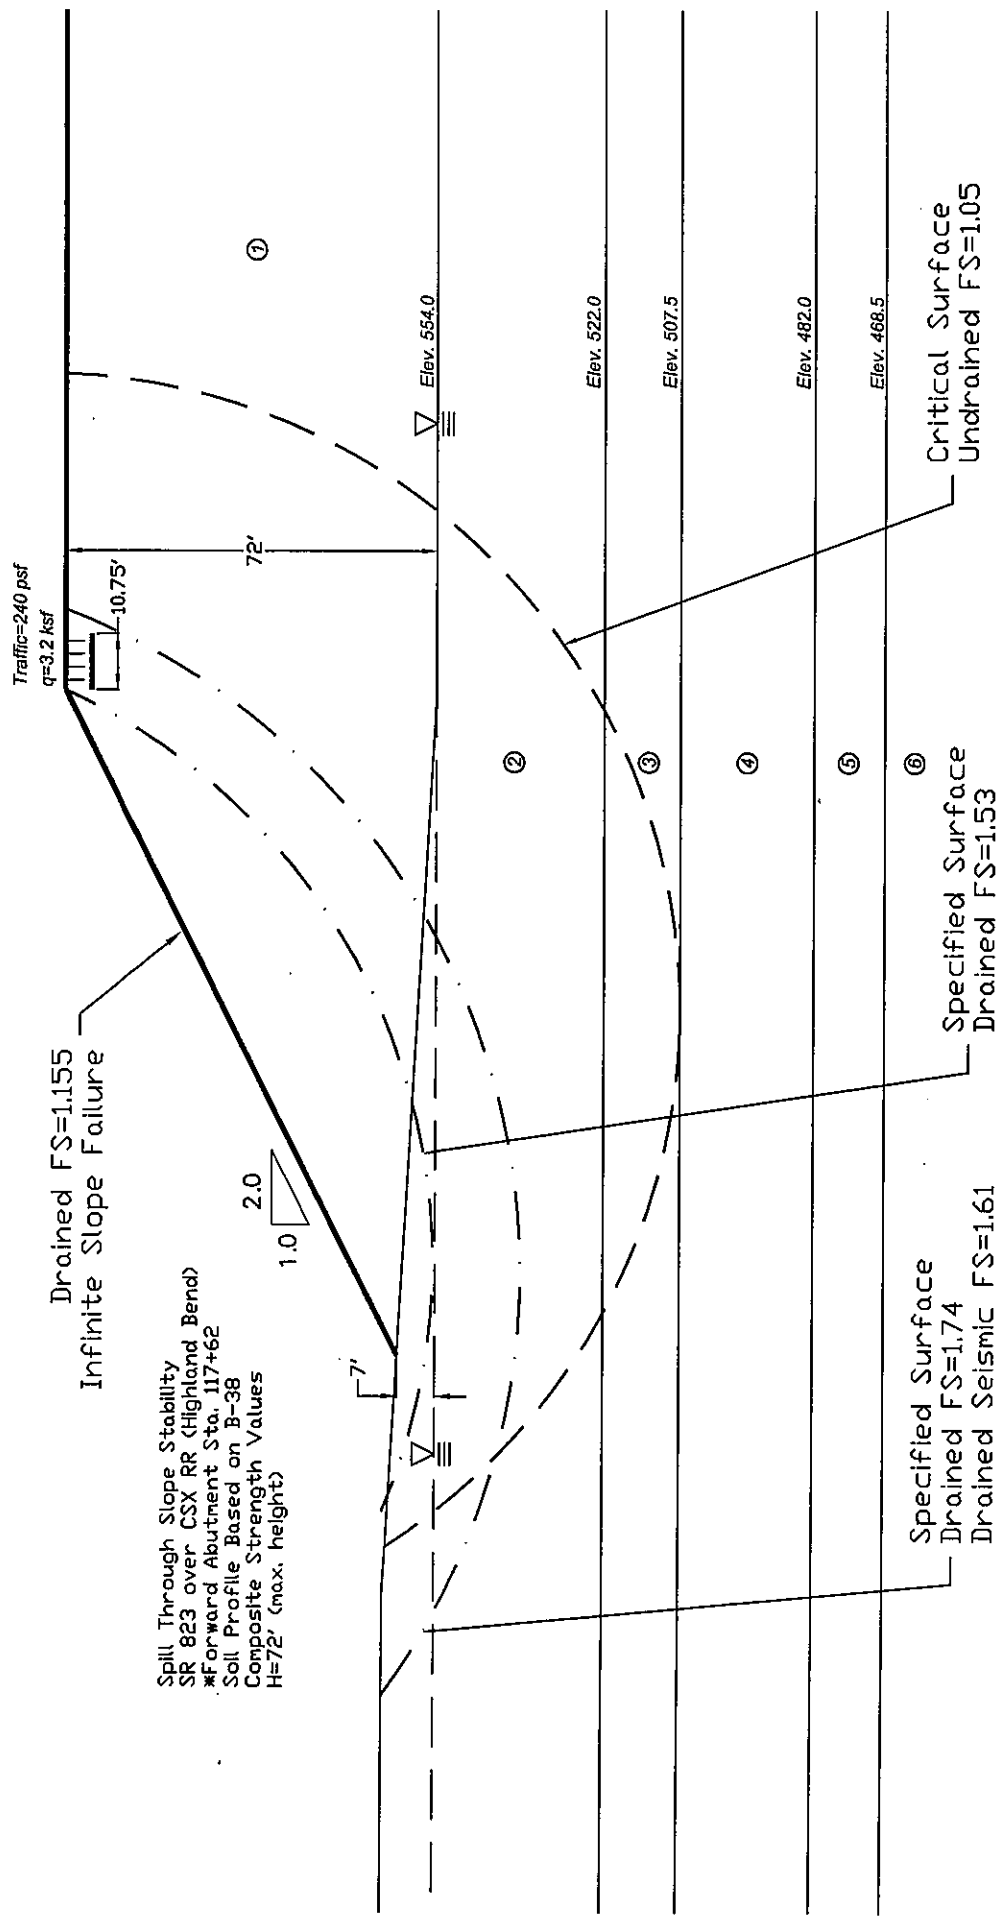 Traffic=240 psf
q=3.2 ksf
10.75'
72'
Drained FS=1.155
Infinite Slope Failure
2.0
1.0
Spill Through Slope Stability
SR 823 over CSX RR (Highland Bend)
*Forward Abutment Sta. 117+62
Soil Profile Based on B-38
Composite Strength Values
H=72' (max. height)
7'
①
Elev. 554.0
②
Elev. 522.0
③
Elev. 507.5
④
Elev. 482.0
⑤
Elev. 468.5
⑥
Specified Surface
Drained FS=1.74
Drained Seismic FS=1.61
Specified Surface
Drained FS=1.53
Critical Surface
Undrained FS=1.05